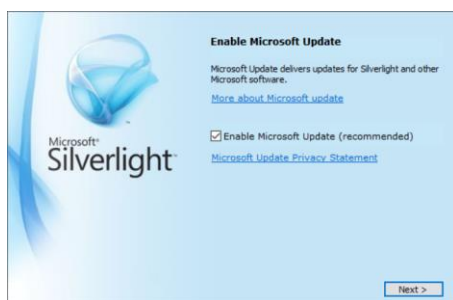 Enable Microsoft Update
Microsoft Update delivers updates for Silverlight and other
Microsoft software.
More about Microsoft update
Enable Microsoft Update (recommended)
Microsoft Update Privacy Statement
Microsoft®
Silverlight™
Next >